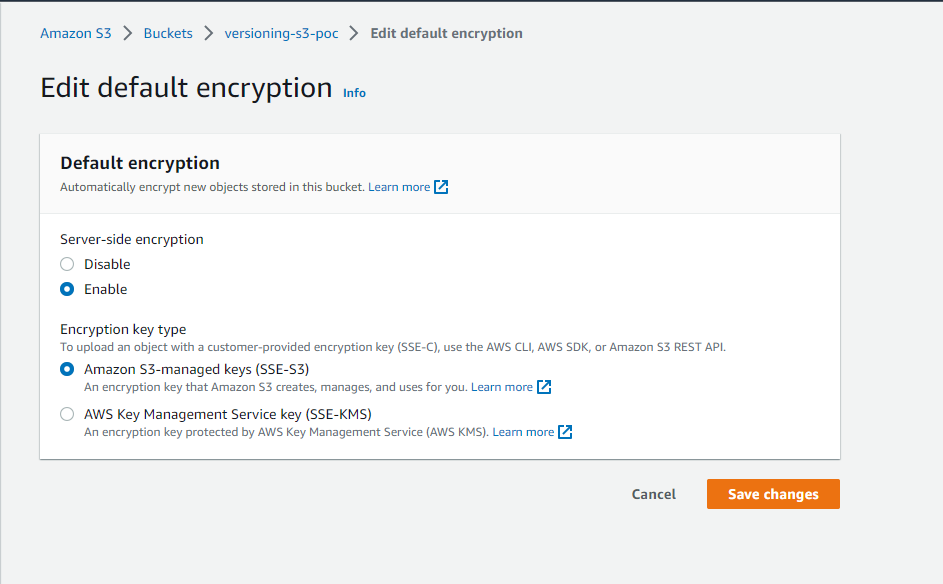 Amazon S3 > Buckets > versioning-s3-poc > Edit default encryption
Edit default encryption Info
Default encryption
Automatically encrypt new objects stored in this bucket. Learn more
Server-side encryption
Disable
Enable
Encryption key type
To upload an object with a customer-provided encryption key (SSE-C), use the AWS CLI, AWS SDK, or Amazon S3 REST API.
Amazon S3-managed keys (SSE-S3)
An encryption key that Amazon S3 creates, manages, and uses for you. Learn more
AWS Key Management Service key (SSE-KMS)
An encryption key protected by AWS Key Management Service (AWS KMS). Learn more
Cancel Save changes